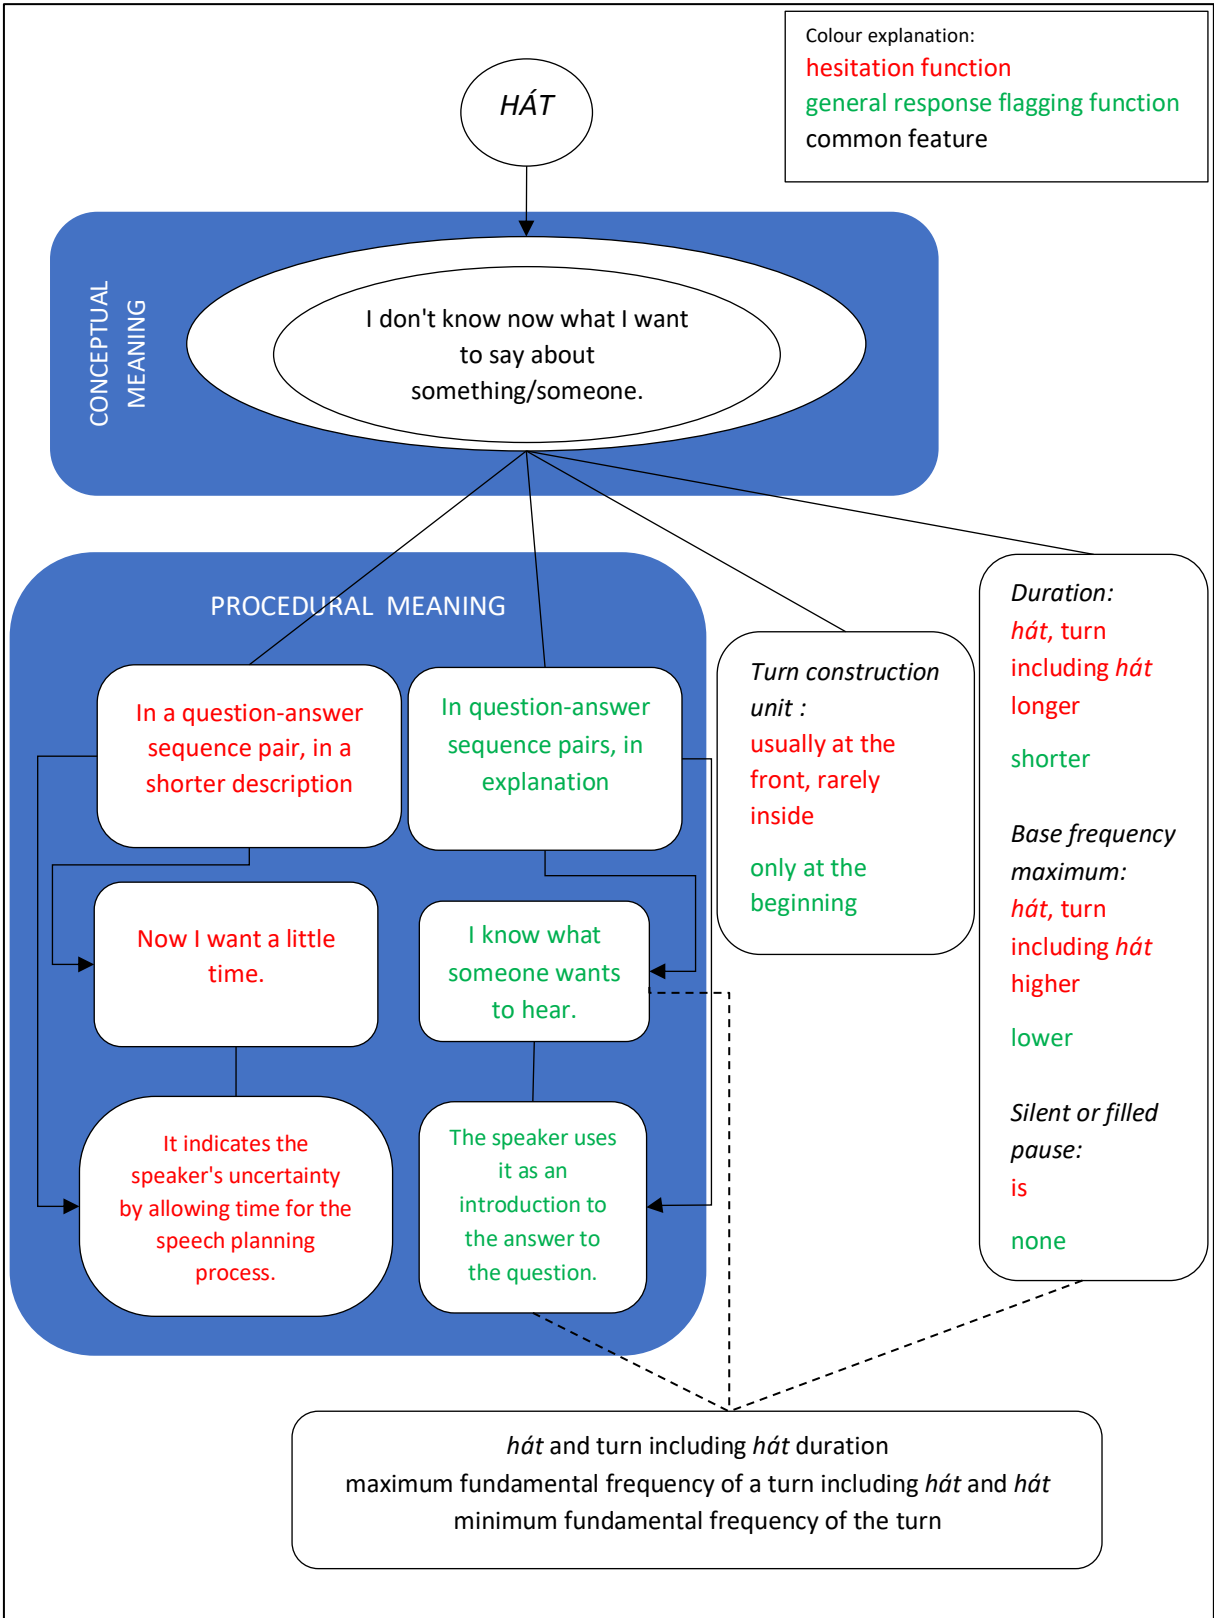 Colour explanation:
hesitation function
general response flagging function
common feature
HÁT
CONCEPTUAL
MEANING
I don't know now what I want
to say about
something/someone.
PROCEDURAL MEANING
In a question-answer
sequence pair, in a
shorter description
In question-answer
sequence pairs, in
explanation
Now I want a little
time.
I know what
someone wants
to hear.
It indicates the
speaker's uncertainty
by allowing time for the
speech planning
process.
The speaker uses
it as an
introduction to
the answer to
the question.
Turn construction
unit :
usually at the
front, rarely
inside
only at the
beginning
Duration:
hát, turn
including hát
longer
shorter
Base frequency
maximum:
hát, turn
including hát
higher
lower
Silent or filled
pause:
is
none
hát and turn including hát duration
maximum fundamental frequency of a turn including hát and hát
minimum fundamental frequency of the turn